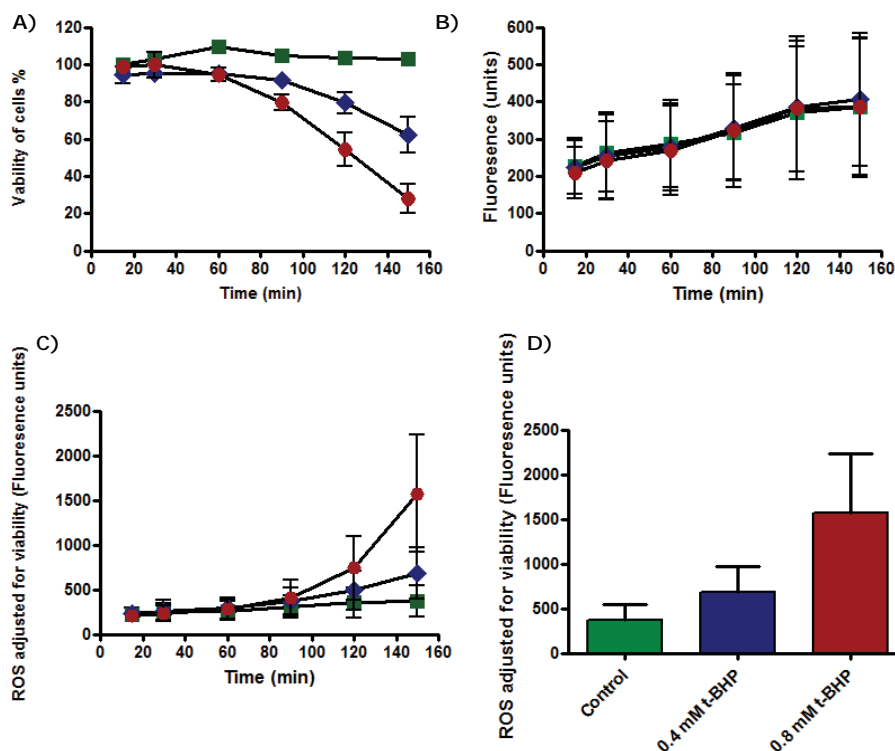 A)
Vability of cells %
120
100
80
60
40
20
0
0 20 40 60 80 100 120 140 160
Time (min)
B)
Fluoresence (units)
600
500
400
300
200
100
0
0 20 40 60 80 100 120 140 160
Time (min)
C)
ROS adjusted for viability (Fluoresence units)
2500
2000
1500
1000
500
0
0 20 40 60 80 100 120 140 160
Time (min)
D)
ROS adjusted for viability (Fluoresence units)
2500
2000
1500
1000
500
0
Control
0.4 mM t-BHP
0.8 mM t-BHP